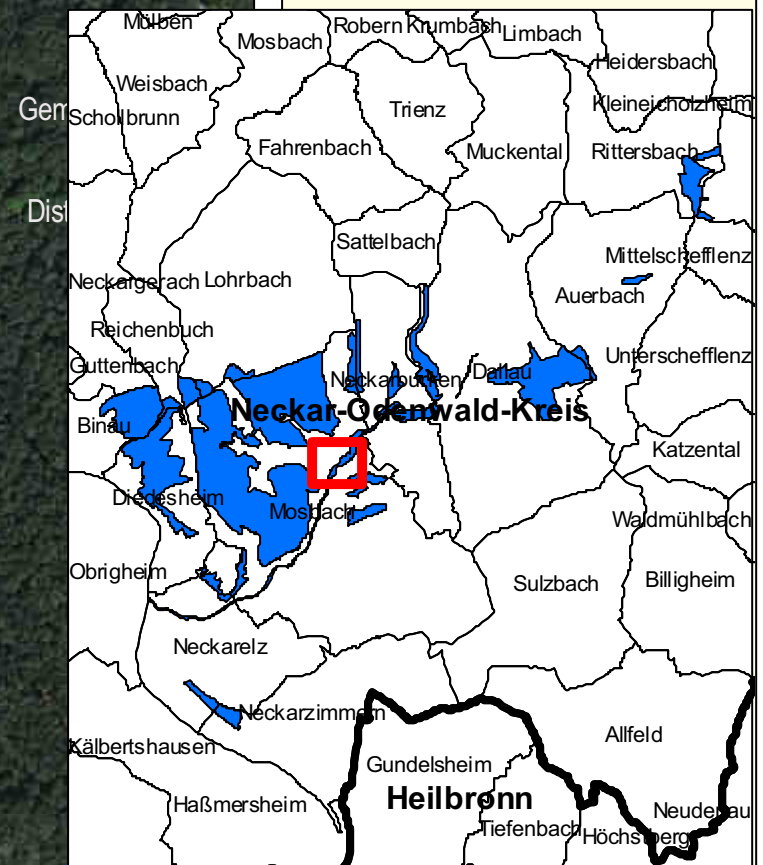 Mülben
Mosbach
Robern
Krumbach
Limbach
Heidersbach
Weisbach
Gem
Schollbrunn
Trienz
Kleineicholzheim
Fahrenbach
Muckental
Rittersbach
Dist
Sattelbach
Mittelschefflenz
Neckargerach
Lohrbach
Auerbach
Reichenbuch
Unterschefflenz
Guttenbach
Neckarburken
Dallau
Neckar-Odenwald-Kreis
Binau
Katzental
Diedesheim
Mosbach
Waldmühlbach
Obrigheim
Sulzbach
Billigheim
Neckarelz
Neckarzimmern
Allfeld
Kälbertshausen
Gundelsheim
Heilbronn
Haßmersheim
Neudenau
Tiefenbach
Höchstberg